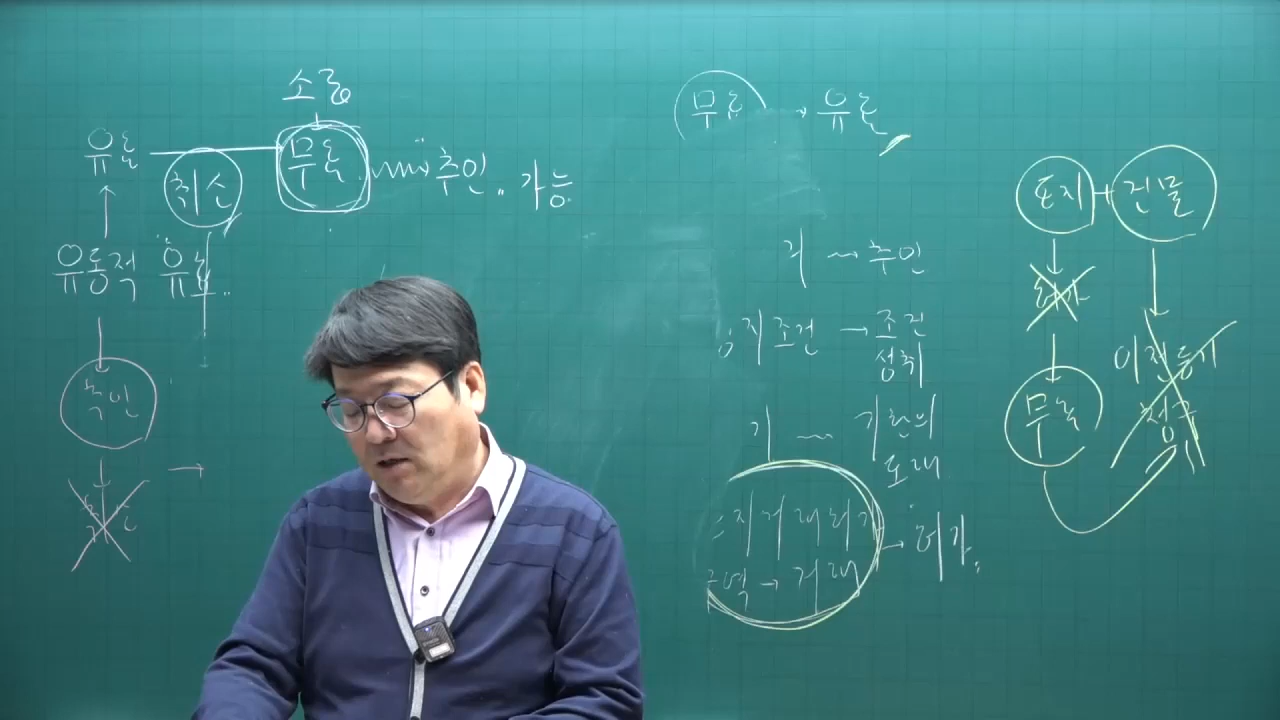 소급
유효
취소
무효
추인.. 가능.
유동적 유효..
추인
무효 → 유효
→ 추인
정지조건 → 조건
성취
기한의
도래
토지거래허가
구역 → 거래
→ 허가.
토지 + 건물
허가
무효
이전등기
청구